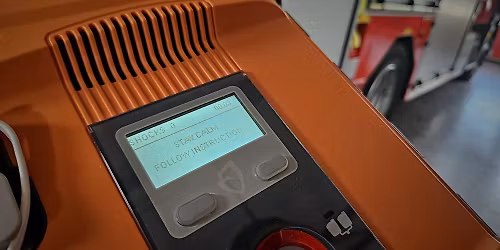 SHOCKS: 0
STAY CALM
FOLLOW INSTRUCTIONS